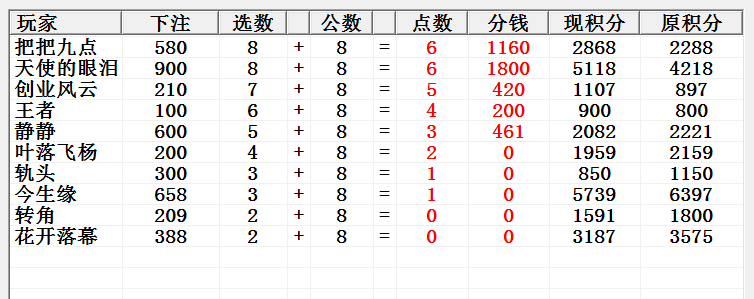 玩家 下注 选数 公数 点数 分钱 现积分 原积分
把把九点 580 8 + 8 = 6 1160 2868 2288
天使的眼泪 900 8 + 8 = 6 1800 5118 4218
创业风云 210 7 + 8 = 5 420 1107 897
王者 100 6 + 8 = 4 200 900 800
静静 600 5 + 8 = 3 461 2082 2221
叶落飞杨 200 4 + 8 = 2 0 1959 2159
轨头 300 3 + 8 = 1 0 850 1150
今生缘 658 3 + 8 = 1 0 5739 6397
转角 209 2 + 8 = 0 0 1591 1800
花开落幕 388 2 + 8 = 0 0 3187 3575